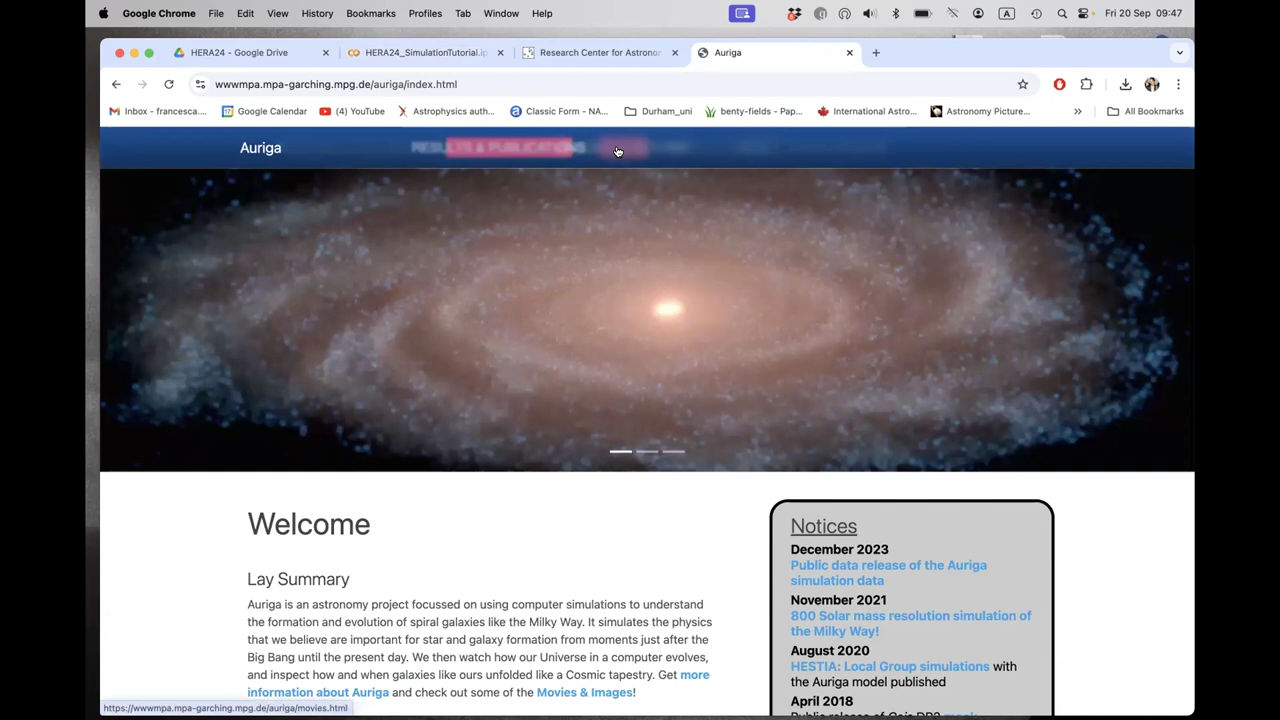 Google Chrome File Edit View History Bookmarks Profiles Tab Window Help A Fri 20 Sep 09:47
HERA24 - Google Drive HERA24_SimulationTutorial.i Research Center for Astrono Auriga
wwwmpa.mpa-garching.mpg.de/auriga/index.html
Inbox - francesca.... Google Calendar (4) YouTube Astrophysics auth... Classic Form - NA... Durham_uni benty-fields - Pap... International Astro... Astronomy Picture... » All Bookmarks
Auriga RESULTS & PUBLICATIONS
Welcome
Lay Summary
Auriga is an astronomy project focussed on using computer simulations to understand
the formation and evolution of spiral galaxies like the Milky Way. It simulates the physics
that we believe are important for star and galaxy formation from moments just after the
Big Bang until the present day. We then watch how our Universe in a computer evolves,
and inspect how and when galaxies like ours unfolded like a Cosmic tapestry. Get more
information about Auriga and check out some of the Movies & Images!
Notices
December 2023
Public data release of the Auriga
simulation data
November 2021
800 Solar mass resolution simulation of
the Milky Way!
August 2020
HESTIA: Local Group simulations with
the Auriga model published
April 2018
Public release of Gaia DR2 mock
https://wwwmpa.mpa-garching.mpg.de/auriga/movies.html